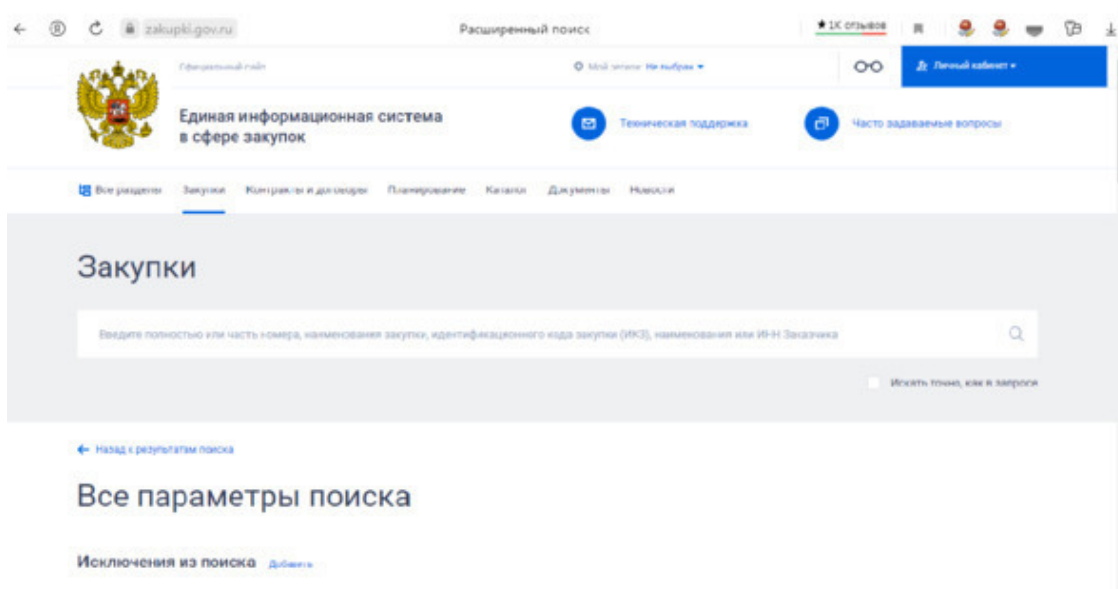 zakupki.gov.ru
Расширенный поиск
★ 1K отзывов
Официальный сайт
Мой регион: Не выбран
Личный кабинет
Единая информационная система
в сфере закупок
Техническая поддержка
Часто задаваемые вопросы
Все разделы Закупки Контракты и договоры Планирование Каталог Документы Новости
Закупки
Введите полностью или часть номера, наименования закупки, идентификационного кода закупки (ИКЗ), наименования или ИНН Заказчика
Искать точно, как в запросе
← Назад к результатам поиска
Все параметры поиска
Исключения из поиска Добавить